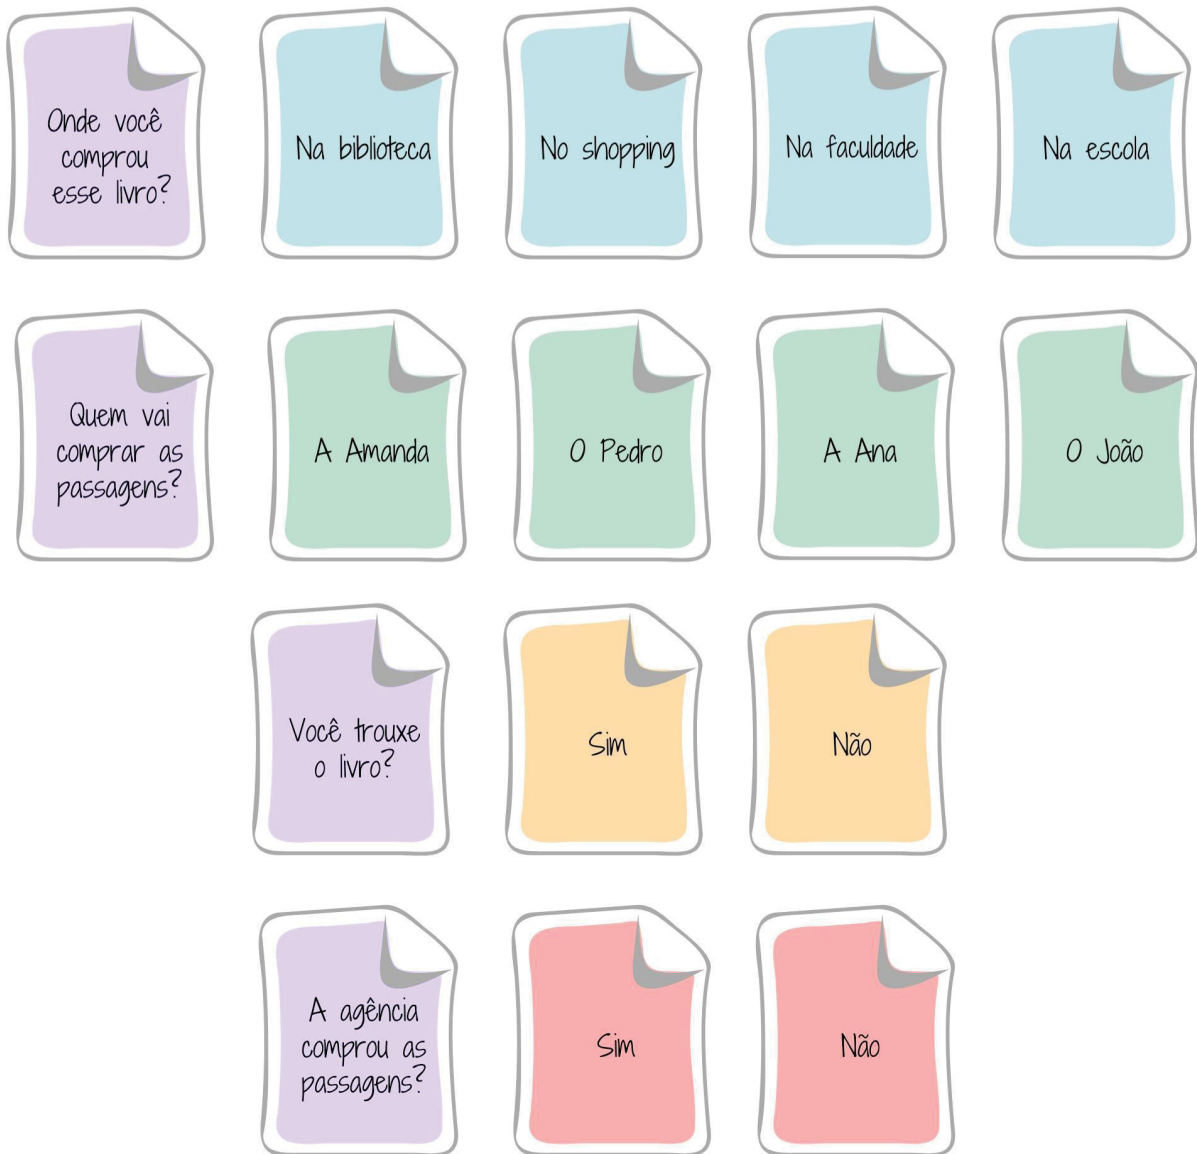 Onde você
comprou
esse livro?
Na biblioteca
No shopping
Na faculdade
Na escola
Quem vai
comprar as
passagens?
A Amanda
O Pedro
A Ana
O João
Você trouxe
o livro?
Sim
Não
A agência
comprou as
passagens?
Sim
Não